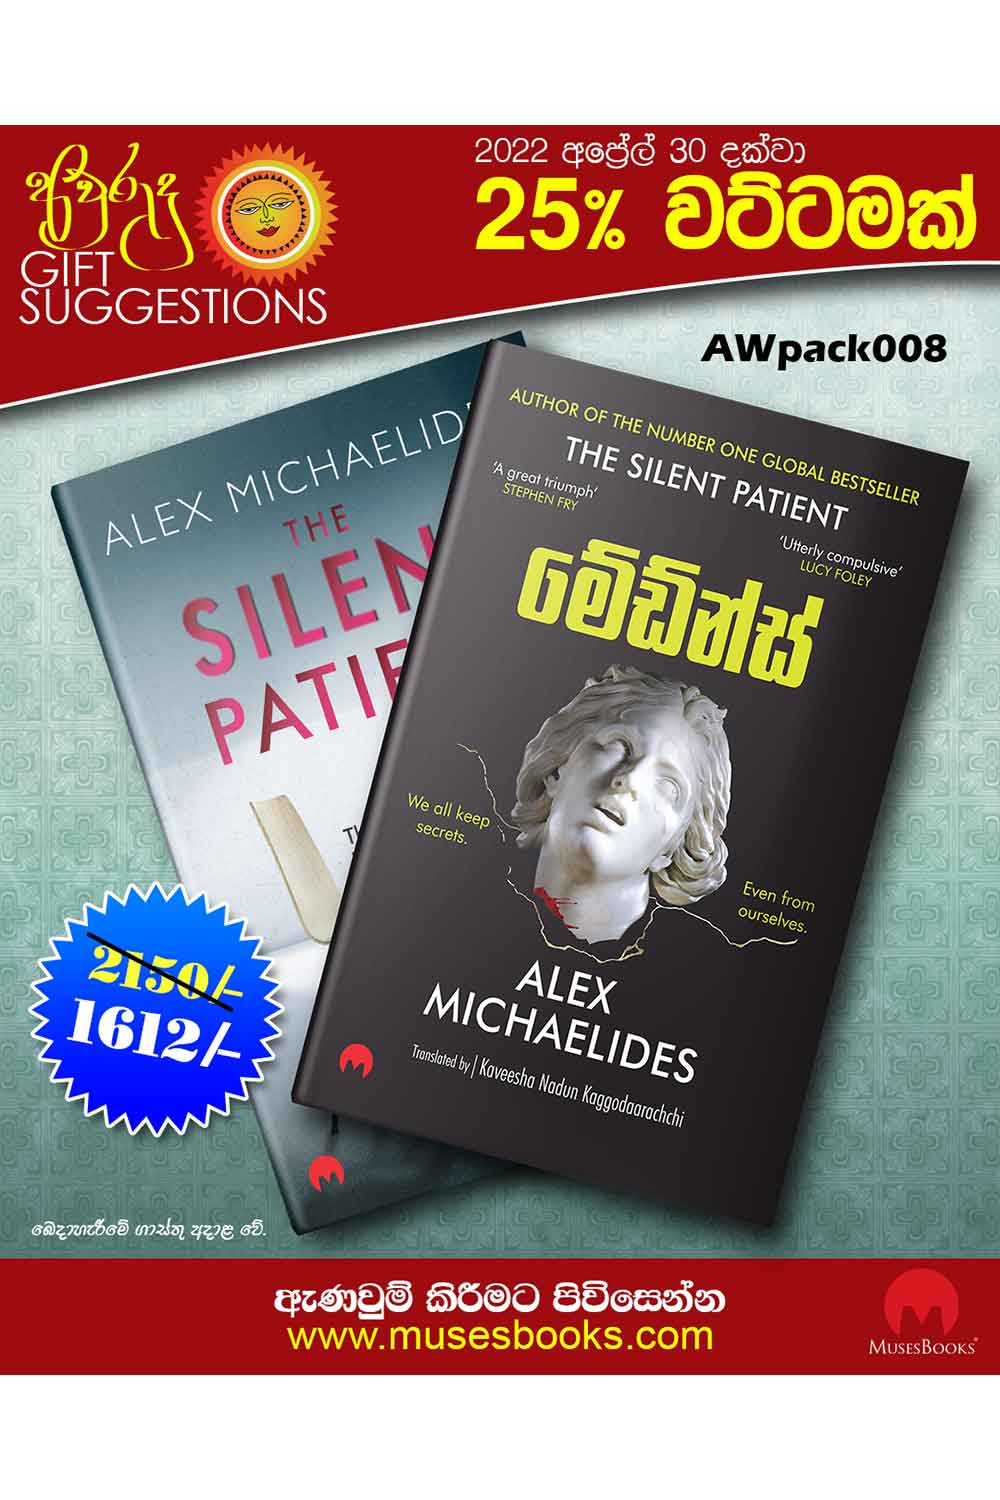 අවුරුදු
GIFT
SUGGESTIONS
2022 අප්‍රේල් 30 දක්වා
25% වට්ටමක්
AWpack008
ALEX MICHAELIDE
THE
SILEN
PATIE
TH
AUTHOR OF THE NUMBER ONE GLOBAL BESTSELLER
THE SILENT PATIENT
'A great triumph'
STEPHEN FRY
'Utterly compulsive'
LUCY FOLEY
මේඩ්න්ස්
We all keep
secrets.
Even from
ourselves.
ALEX
MICHAELIDES
Translated by | Kaveesha Nadun Kaggodaarachchi
2150/-
1612/-
බෙදාහැරීමේ ගාස්තු අදාළ වේ.
ඇණවුම් කිරීමට පිවිසෙන්න
www.musesbooks.com
MUSESBOOKS